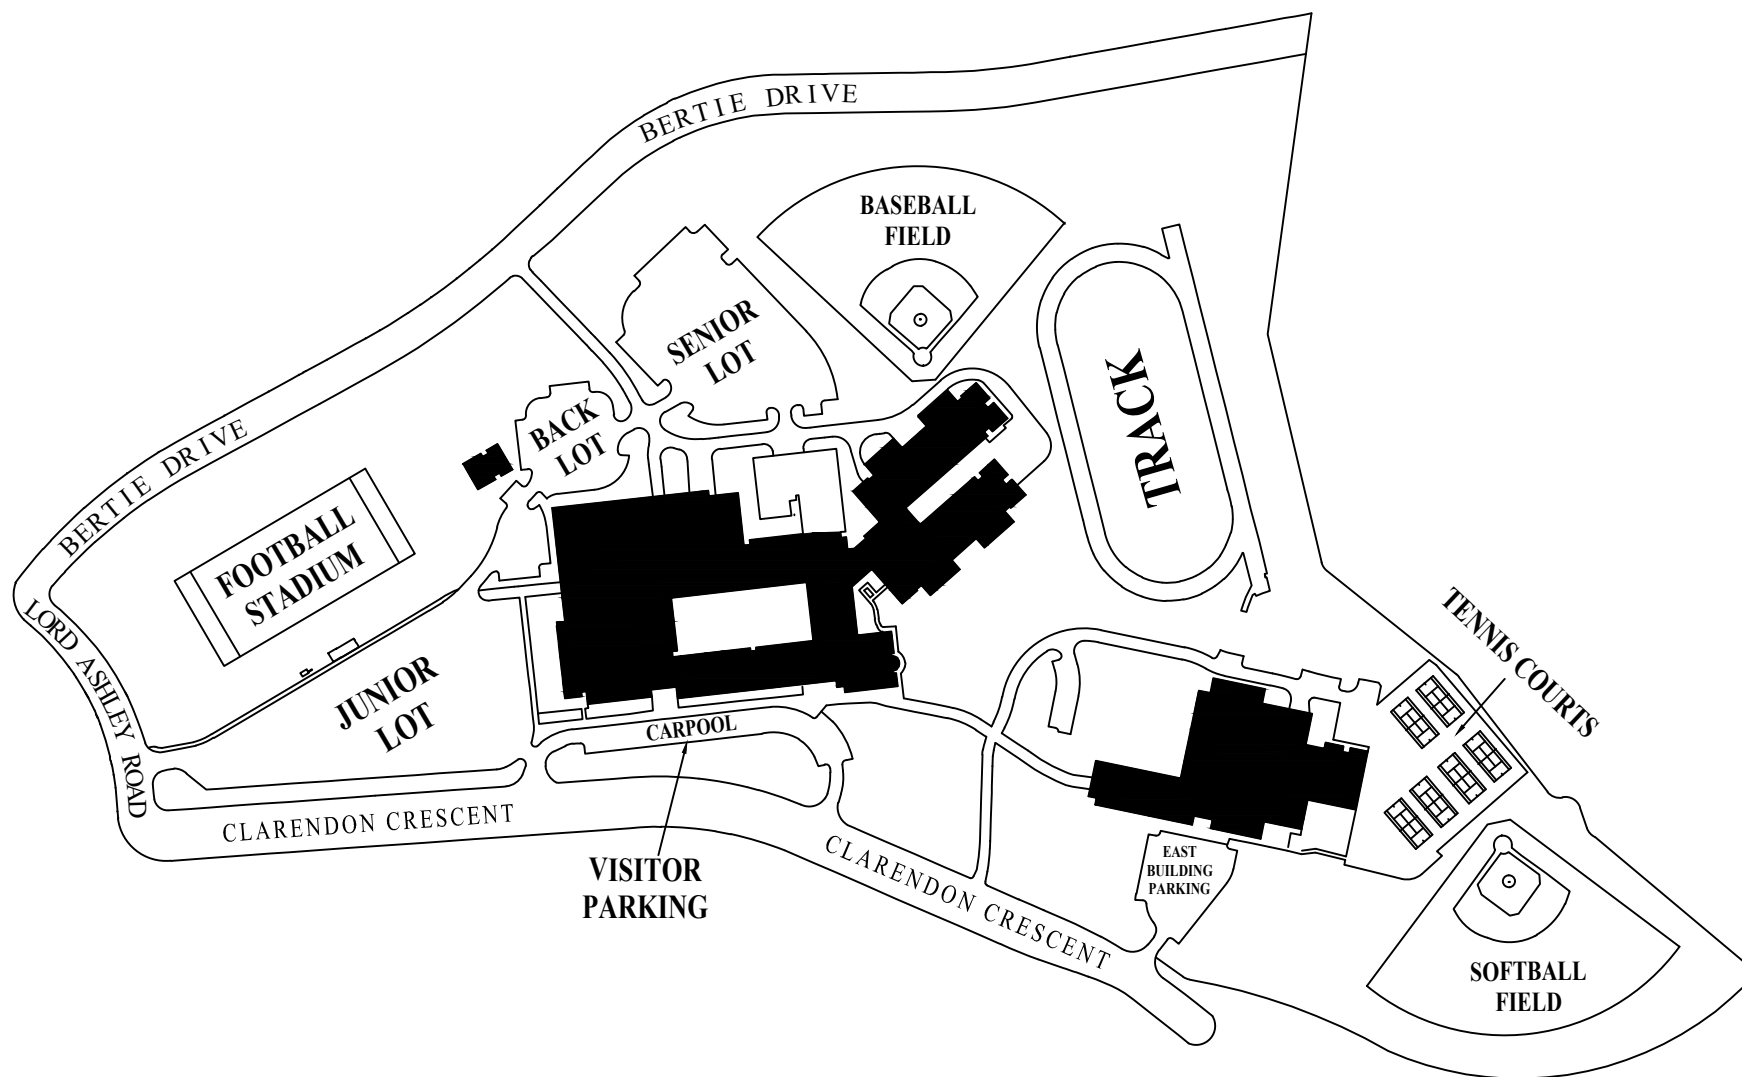 BERTIE DRIVE
BASEBALL
FIELD
SENIOR
LOT
TRACK
BACK
LOT
BERTIE DRIVE
FOOTBALL
STADIUM
LORD ASHLEY ROAD
JUNIOR
LOT
TENNIS COURTS
CARPOOL
CLARENDON CRESCENT
VISITOR
PARKING
CLARENDON CRESCENT
EAST
BUILDING
PARKING
SOFTBALL
FIELD